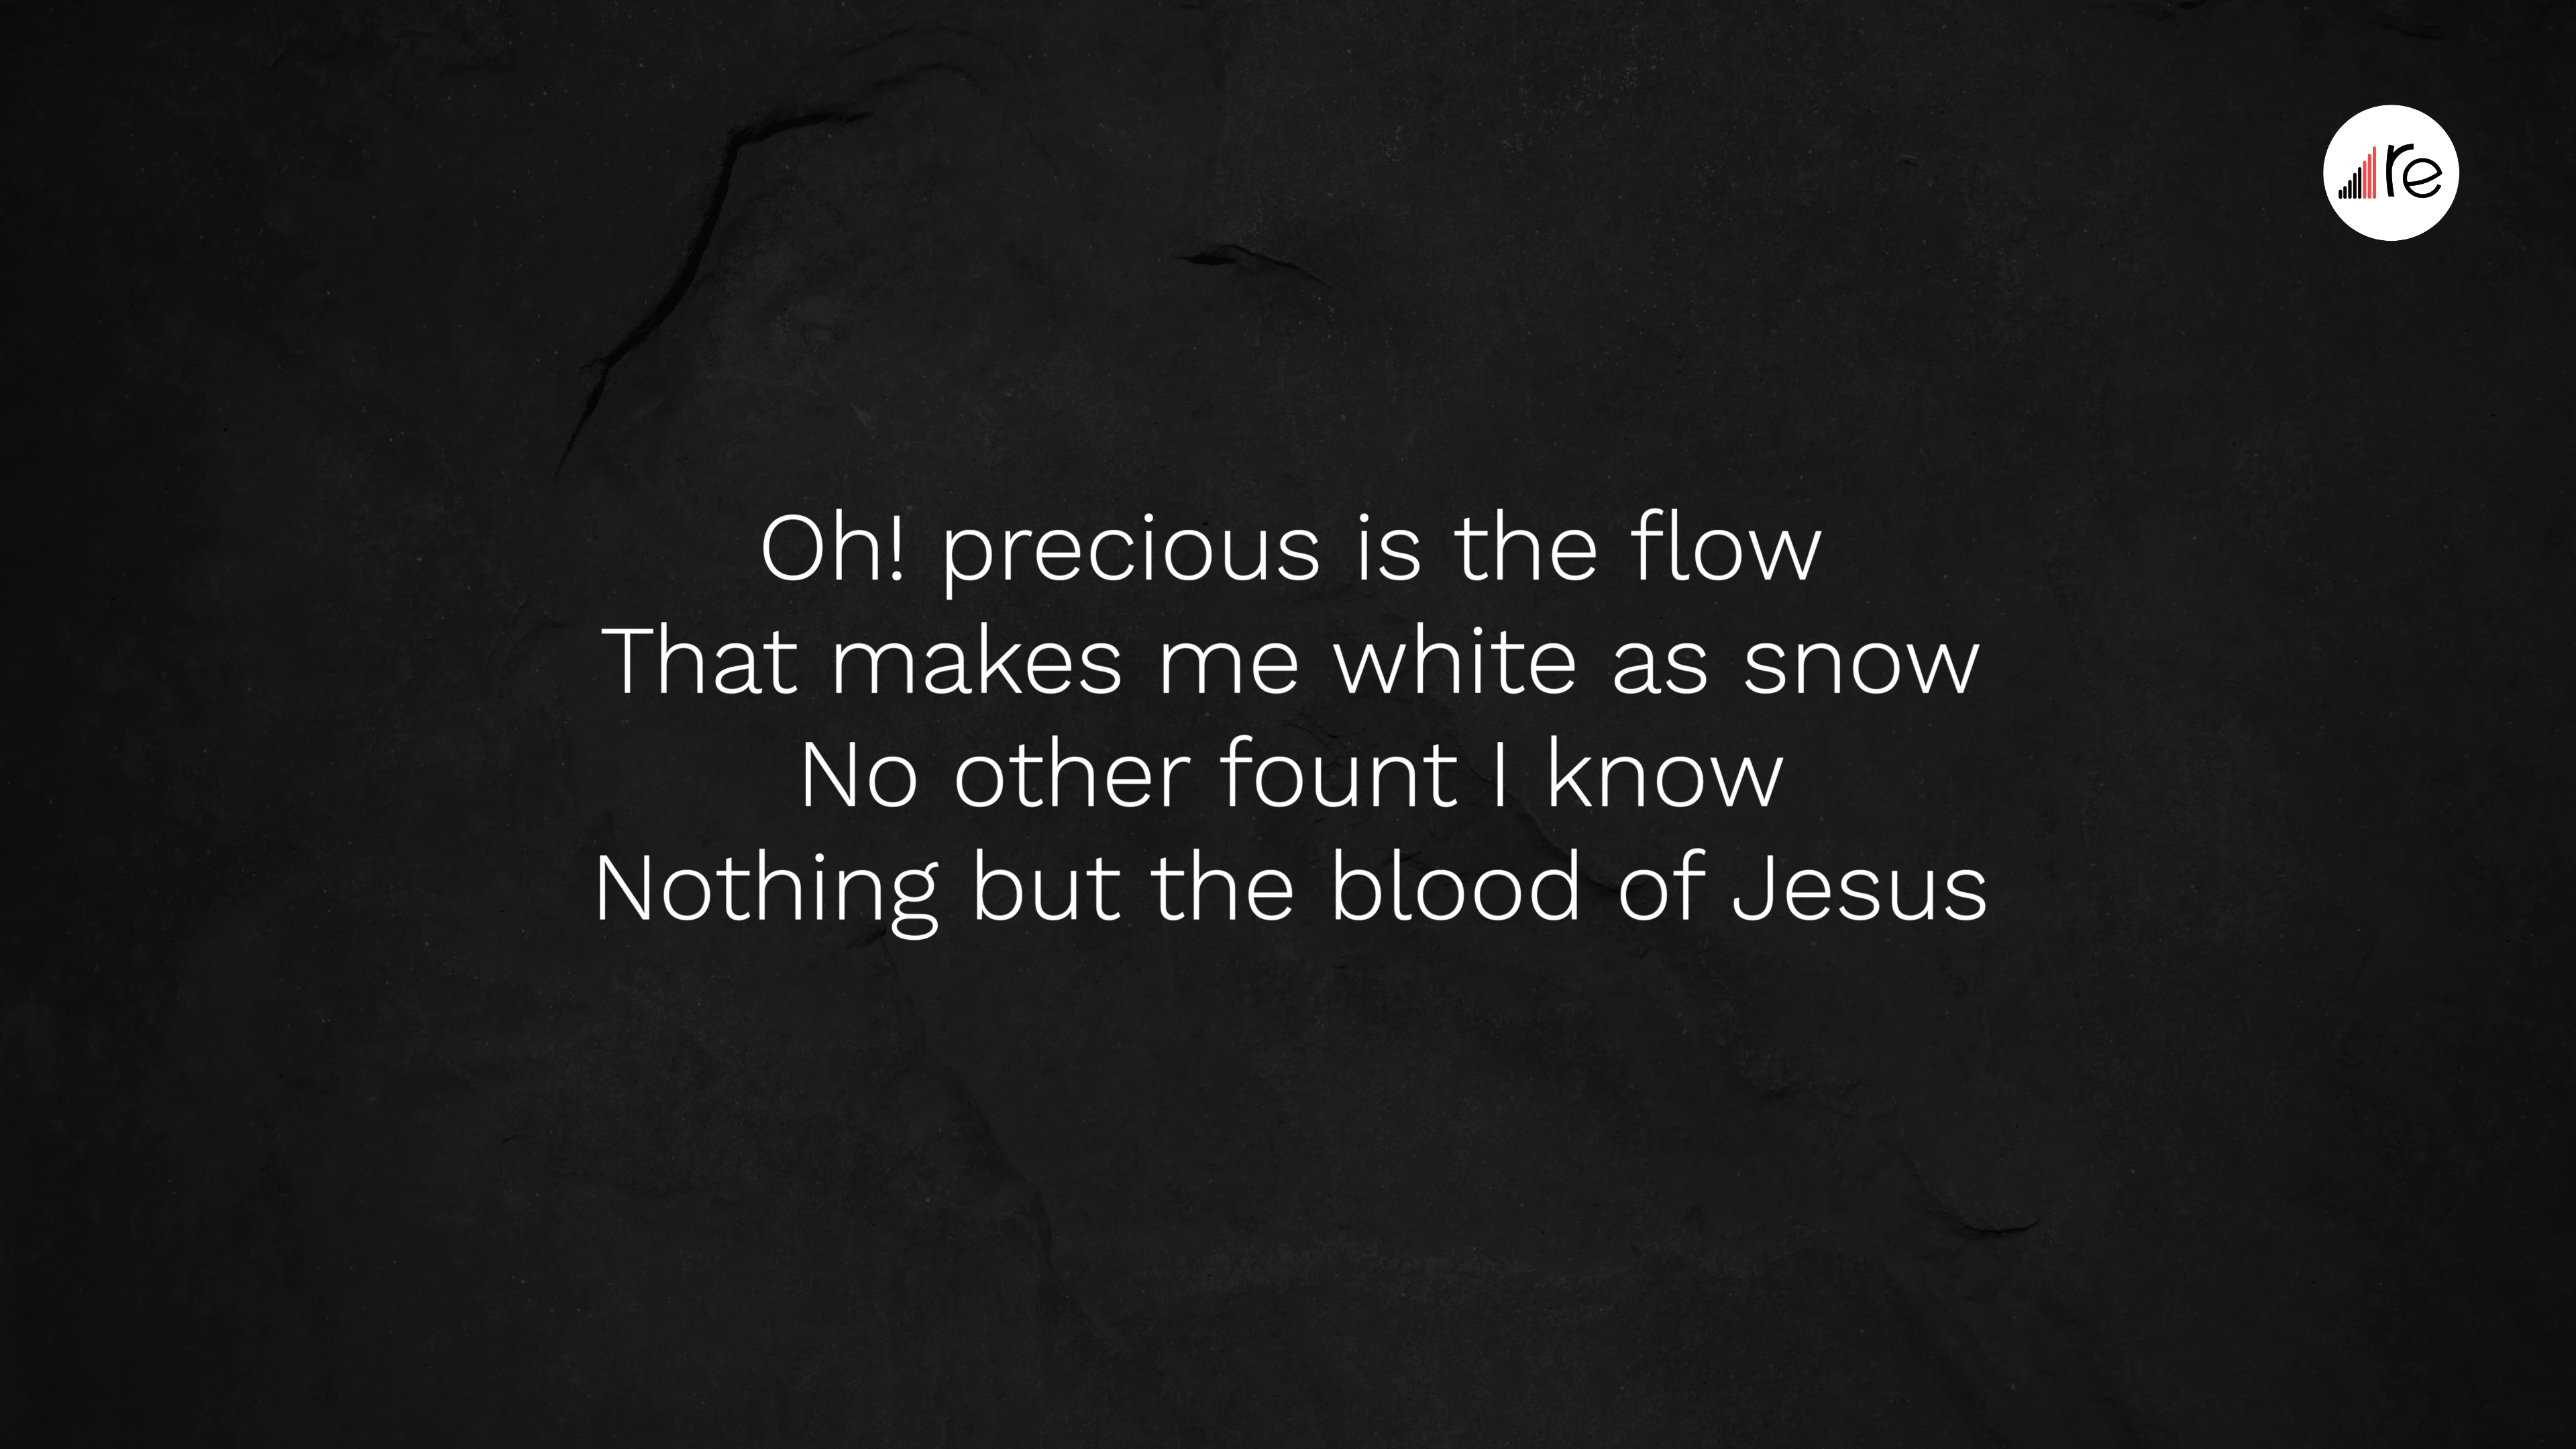 re
Oh! precious is the flow
That makes me white as snow
No other fount I know
Nothing but the blood of Jesus